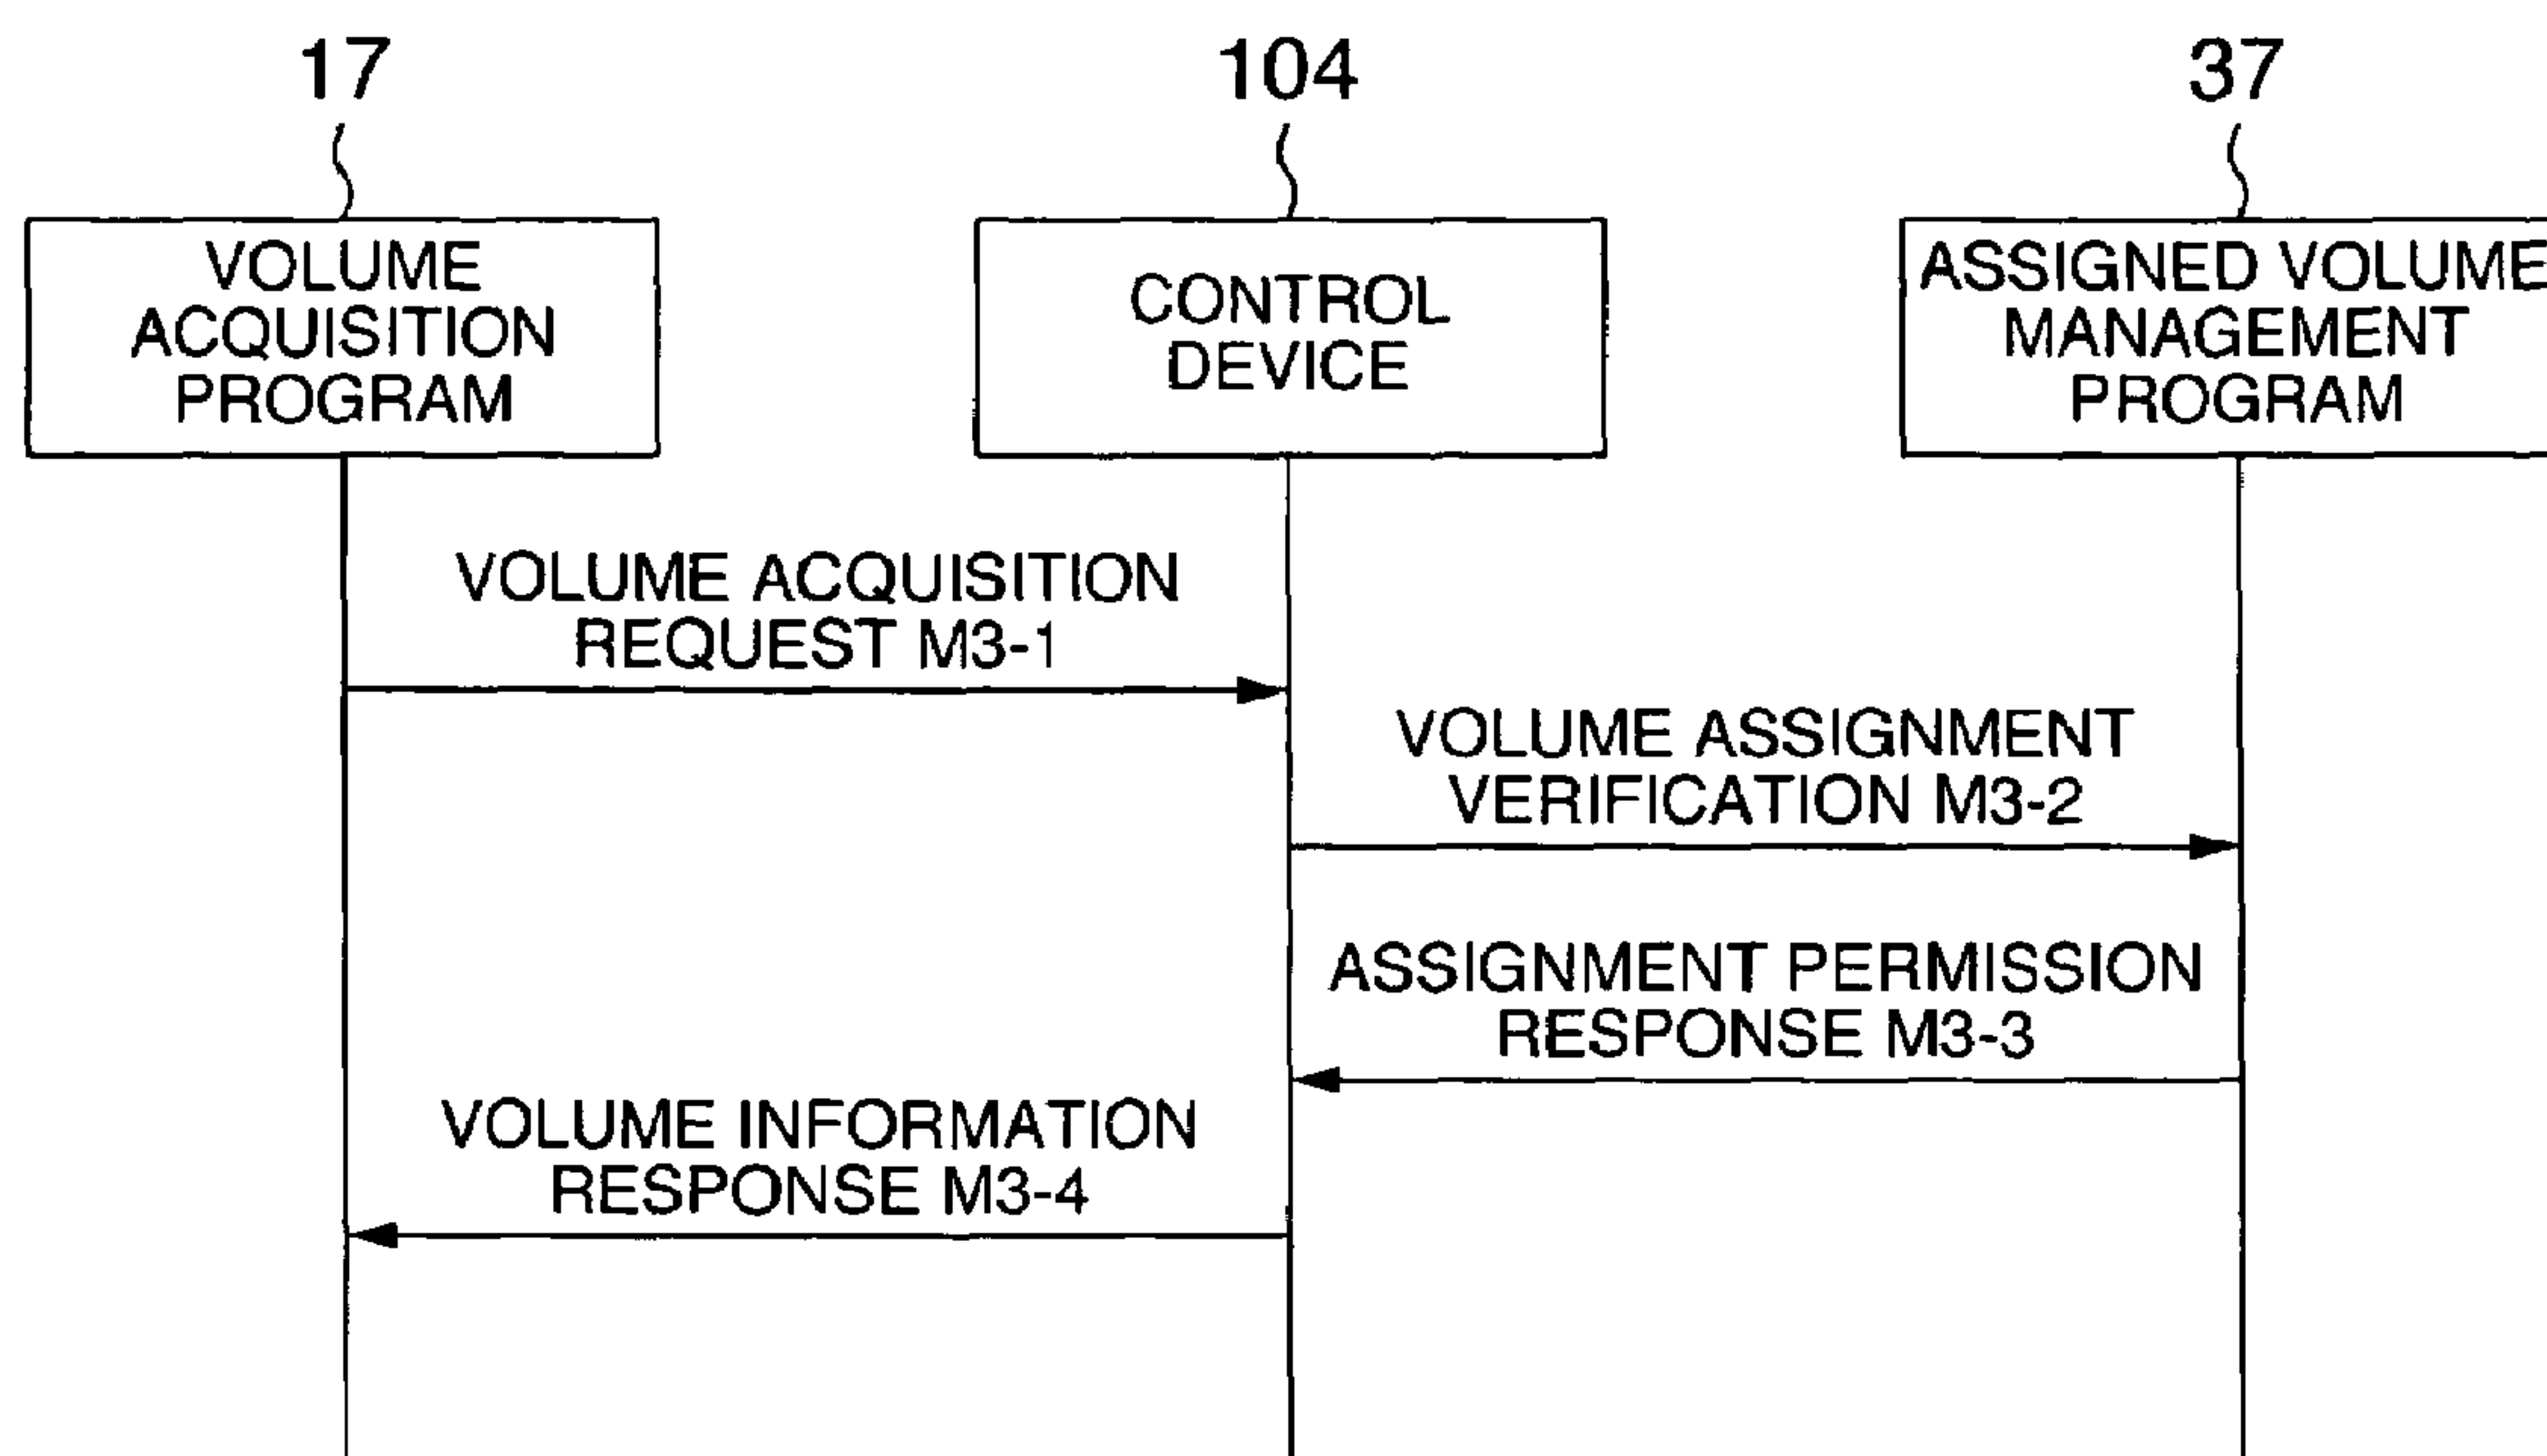 17
104
37
VOLUME
ACQUISITION
PROGRAM
CONTROL
DEVICE
ASSIGNED VOLUME
MANAGEMENT
PROGRAM
VOLUME ACQUISITION
REQUEST M3-1
VOLUME ASSIGNMENT
VERIFICATION M3-2
ASSIGNMENT PERMISSION
RESPONSE M3-3
VOLUME INFORMATION
RESPONSE M3-4